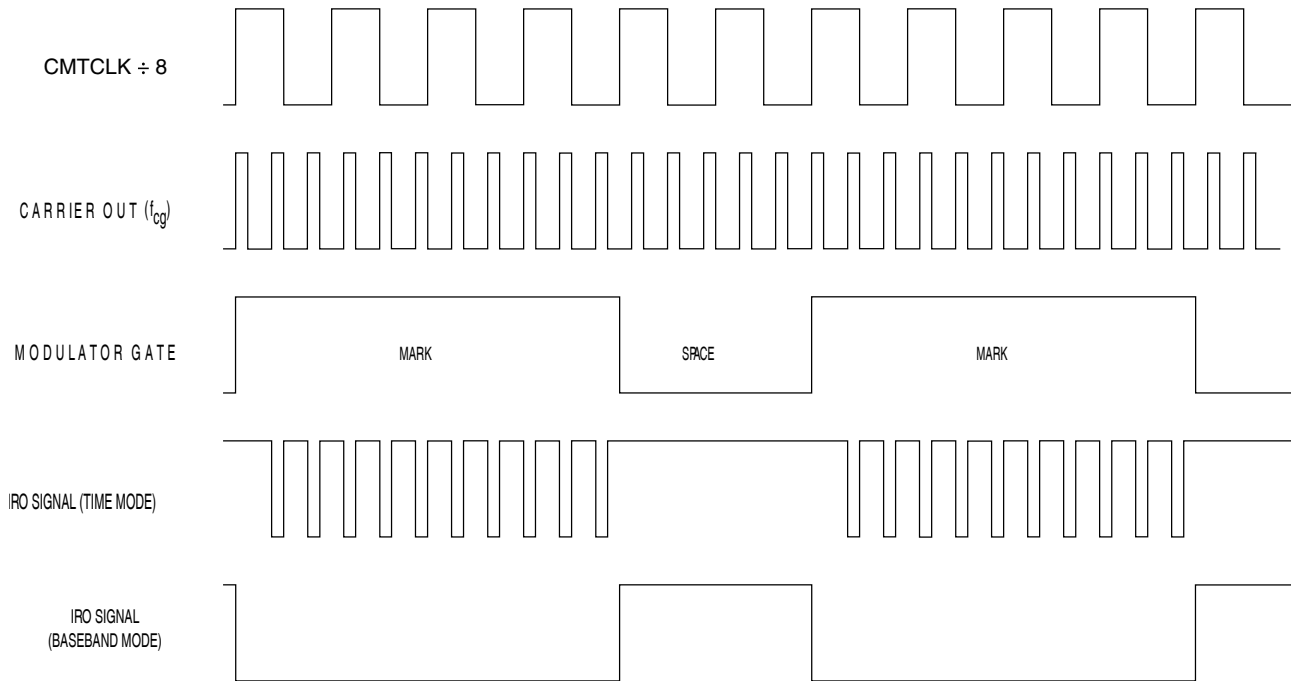 CMTCLK ÷ 8
CARRIER OUT (fcg)
MODULATOR GATE
MARK
SPACE
MARK
IRO SIGNAL (TIME MODE)
IRO SIGNAL
(BASEBAND MODE)